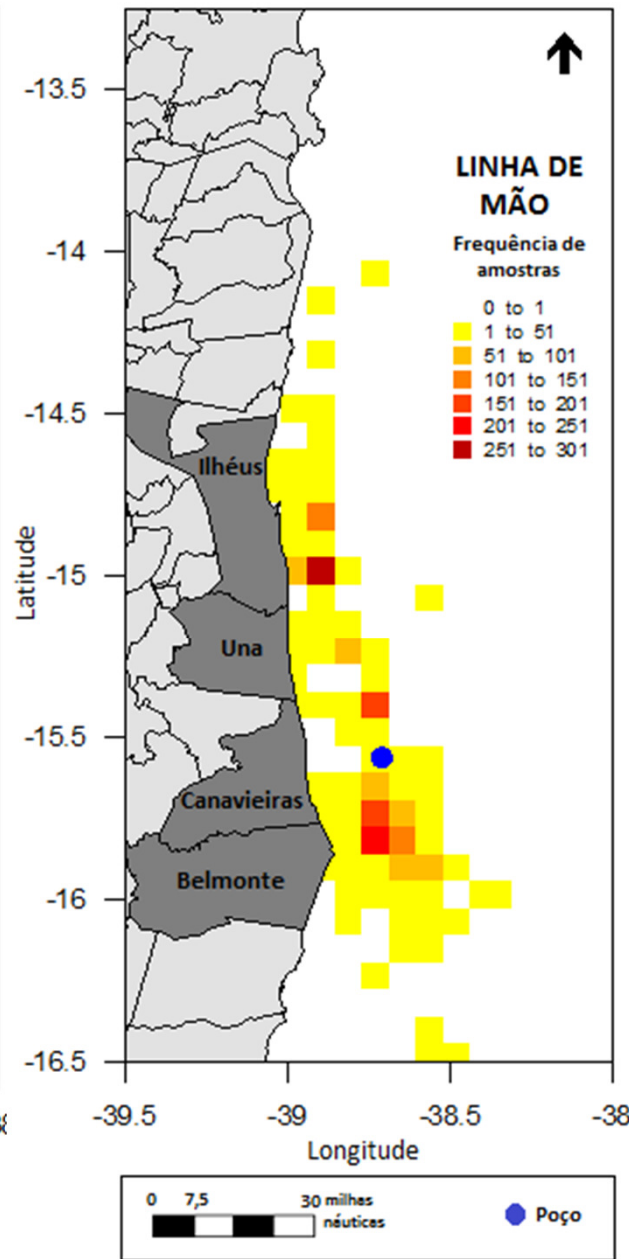 -13.5
LINHA DE
MÃO
Frequência de
amostras
-14
0 to 1
1 to 51
51 to 101
101 to 151
151 to 201
201 to 251
251 to 301
-14.5
Ilhéus
Latitude
-15
Una
-15.5
Canavieiras
Belmonte
-16
-16.5
-39.5 -39 -38.5 -38
Longitude
0 7,5 30 milhas
náuticas
Poço